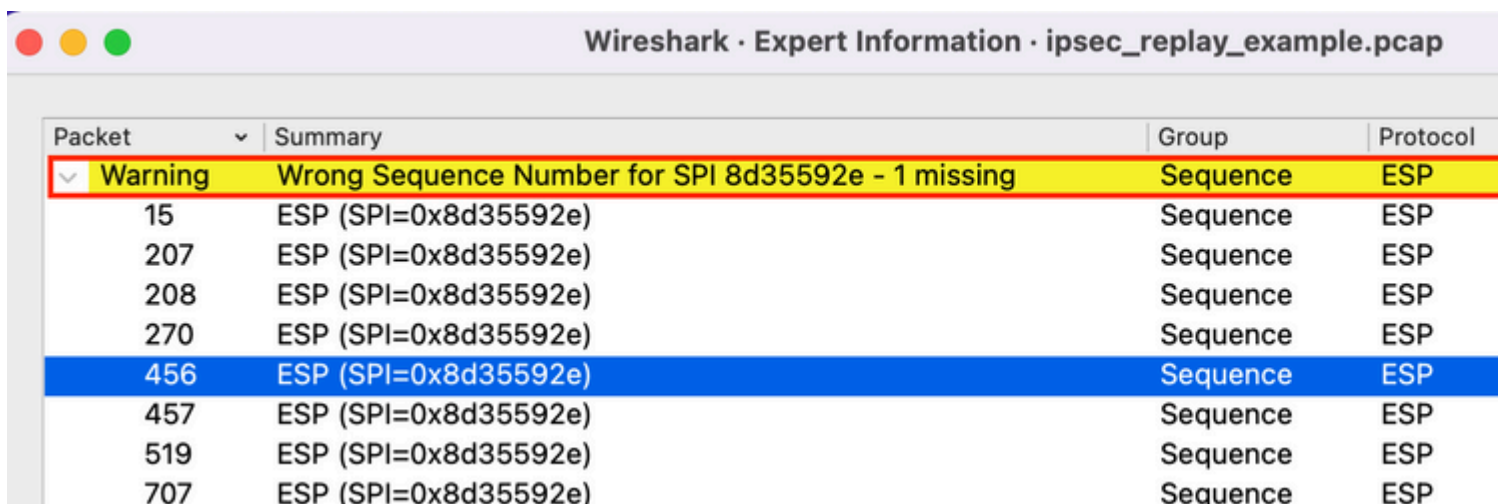 Wireshark · Expert Information · ipsec_replay_example.pcap
Packet Summary Group Protocol
Warning Wrong Sequence Number for SPI 8d35592e - 1 missing Sequence ESP
15 ESP (SPI=0x8d35592e) Sequence ESP
207 ESP (SPI=0x8d35592e) Sequence ESP
208 ESP (SPI=0x8d35592e) Sequence ESP
270 ESP (SPI=0x8d35592e) Sequence ESP
456 ESP (SPI=0x8d35592e) Sequence ESP
457 ESP (SPI=0x8d35592e) Sequence ESP
519 ESP (SPI=0x8d35592e) Sequence ESP
707 ESP (SPI=0x8d35592e) Sequence ESP